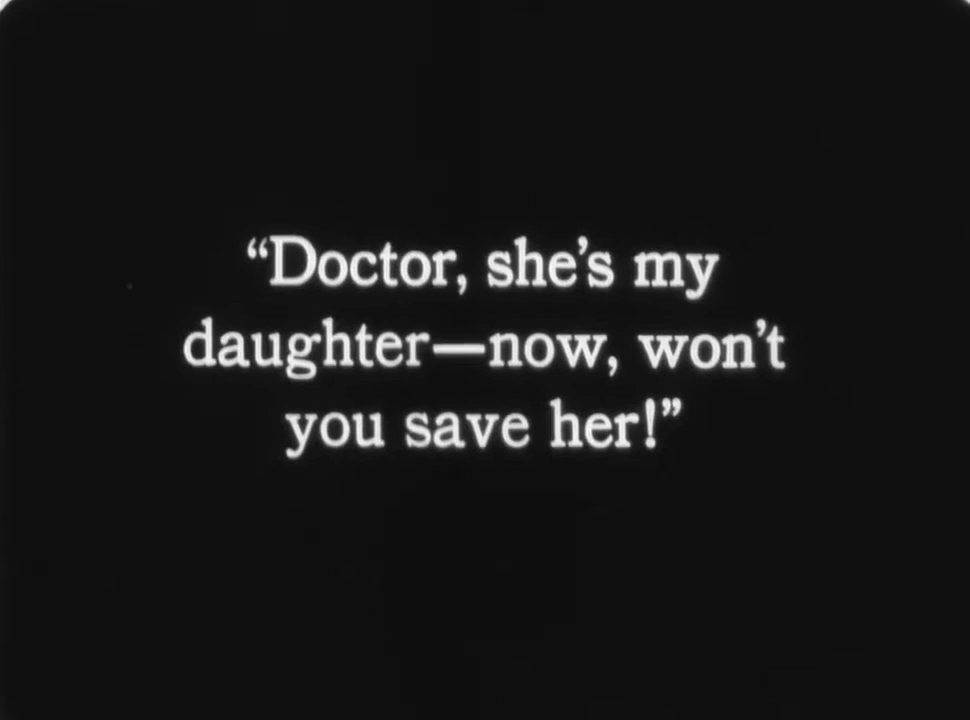 “Doctor, she’s my
daughter—now, won’t
you save her!”